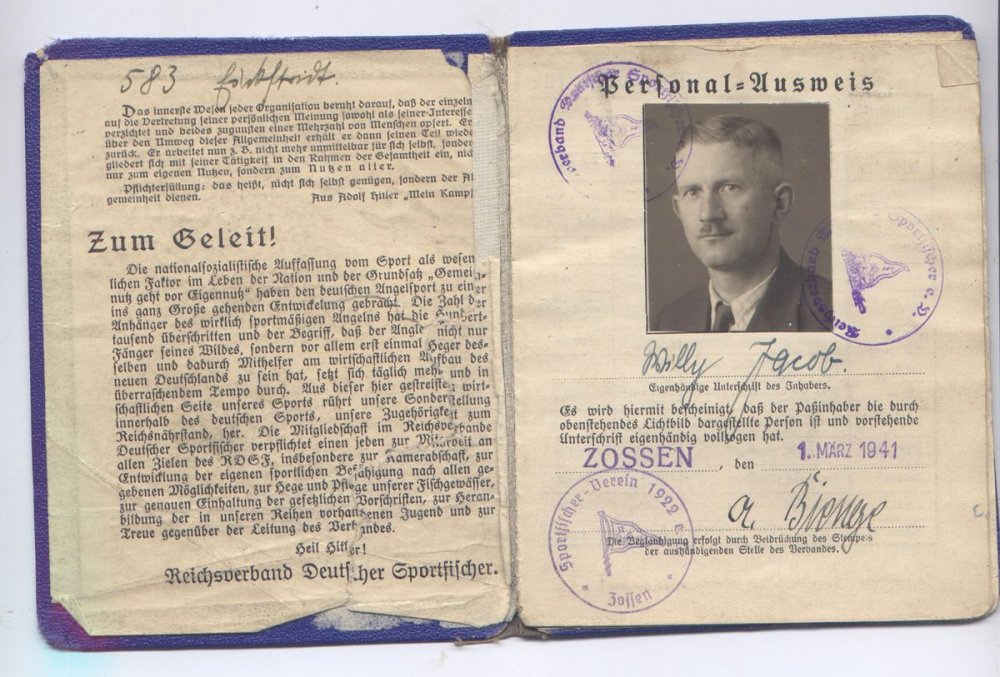 583
Das innerste Wesen jeder Organisation beruht darauf, daß der einzeln
auf die Vertretung seiner persönlichen Meinung sowohl als seiner Interesse
verzichtet und beides zugunsten einer Mehrzahl von Menschen opfert. Er
über den Umweg dieser Allgemeinheit erhält er dann seinen Teil wiede
zurück. Er arbeitet nun z. B. nicht mehr unmittelbar für sich selbst, sonder
gliedert sich mit seiner Tätigkeit in den Rahmen der Gesamtheit ein, nic
nur zum eigenen Nutzen, sondern zum Nutzen aller.
Pflichterfüllung: das heißt, nicht sich selbst genügen, sondern der Al
gemeinheit dienen. Aus Adolf Hitler „Mein Kampf
Zum Geleit!
Die nationalsozialistische Auffassung vom Sport als wesen
lichen Faktor im Leben der Nation und der Grundsatz „Gemein
nutz geht vor Eigennutz“ haben den deutschen Angelsport zu einer
ins ganz Große gehenden Entwickelung gebracht. Die Zahl der
Anhänger des wirklich sportmäßigen Angelns hat die Hundert-
tausend überschritten und der Begriff, daß der Angler nicht nur
Fänger seines Wildes, sondern vor allem erst einmal Heger des-
selben und dadurch Mithelfer am wirtschaftlichen Aufbau des
neuen Deutschlands zu sein hat, setzt sich täglich mehr und in
überraschendem Tempo durch. Aus dieser hier gestreiften wirt-
schaftlichen Seite unseres Sports rührt unsere Sonderstellung
innerhalb des deutschen Sports, unsere Zugehörigkeit zum
Reichsnährstand, her. Die Mitgliedschaft im Reichsverbande
Deutscher Sportfischer verpflichtet einen jeden zur Mitarbeit an
allen Zielen des RDSF, insbesondere zur Kameradschaft, zur
Entwicklung der eigenen sportlichen Befähigung nach allen ge-
gebenen Möglichkeiten, zur Hege und Pflege unserer Fischgewässer,
zur genauen Einhaltung der gesetzlichen Vorschriften, zur Heran-
bildung der in unseren Reihen vorhandenen Jugend und zur
Treue gegenüber der Leitung des Verbandes.
Heil Hitler!
Reichsverband Deutscher Sportfischer.
Personal-Ausweis
Reichsverband Sportfischer e. V.
Willy Jacob.
Eigenhändige Unterschrift des Inhabers.
Es wird hiermit bescheinigt, daß der Paßinhaber die durch
obenstehendes Lichtbild dargestellte Person ist und vorstehende
Unterschrift eigenhändig vollzogen hat.
ZOSSEN, den 1. MÄRZ 1941
Die Beglaubigung erfolgt durch Beidrückung des Stempels
der aushändigenden Stelle des Verbandes.
Sportfischer-Verein 1922 e.
Zossen